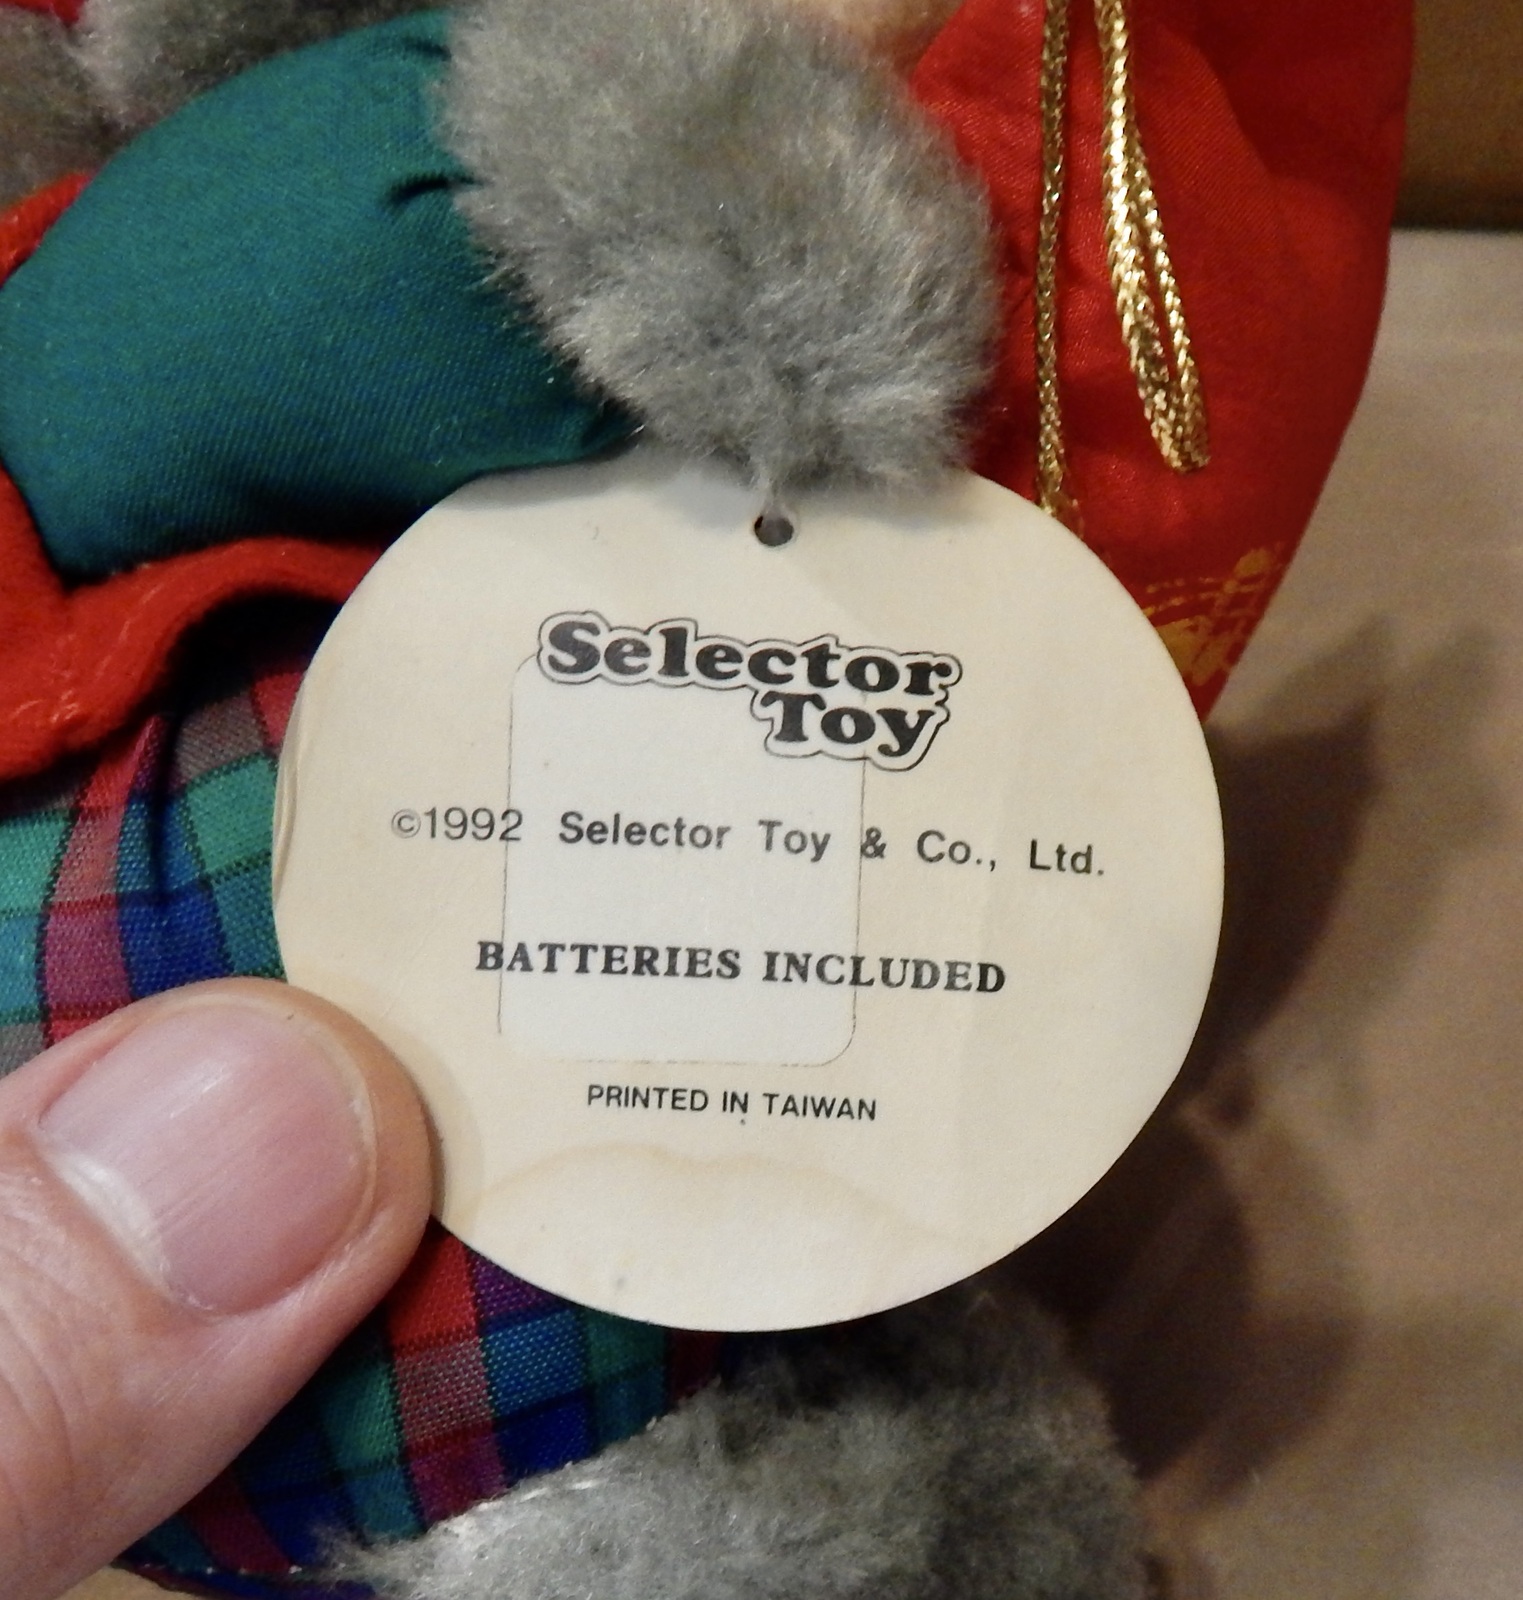 Selector
Toy
©1992 Selector Toy & Co., Ltd.
BATTERIES INCLUDED
PRINTED IN TAIWAN